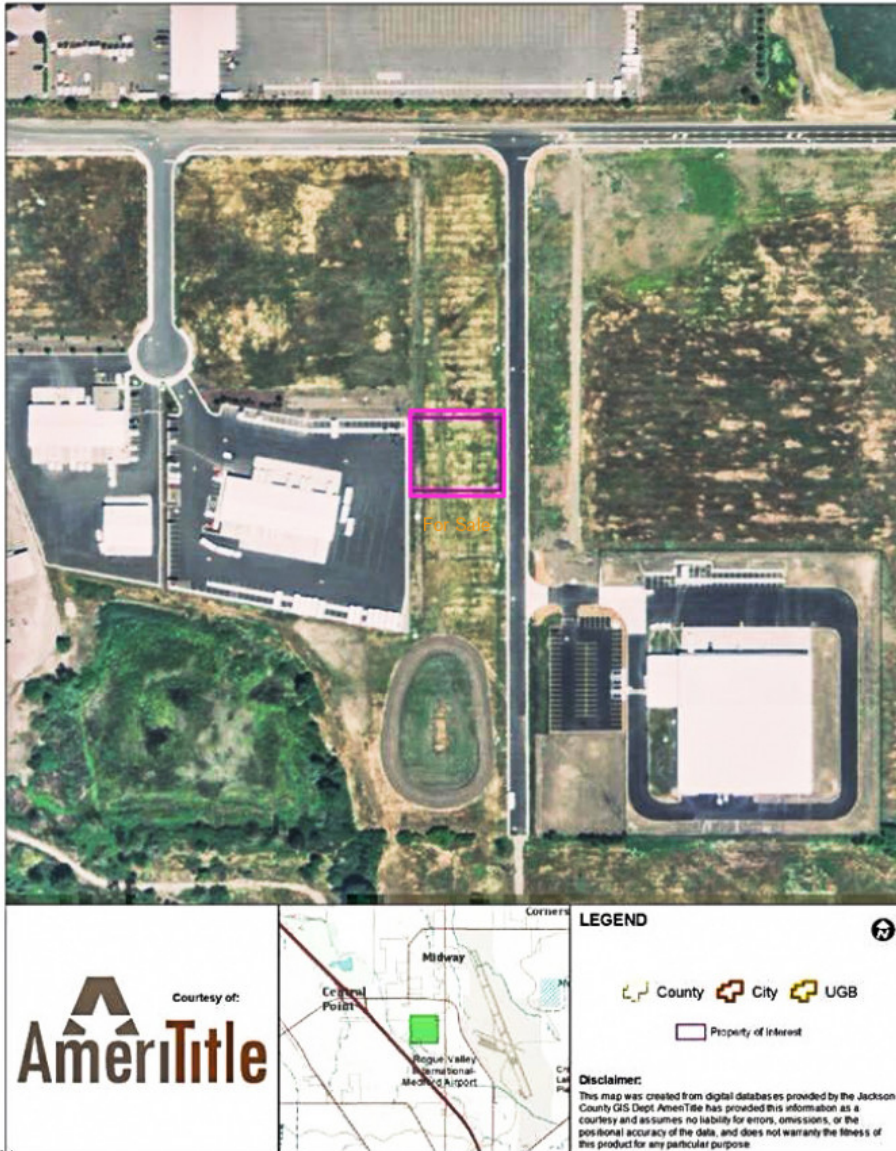 For Sale
Courtesy of:
AmeriTitle
Corners
Midway
Central
Point
Rogue Valley
International-
Medford Airport
LEGEND
N
County City UGB
Property of Interest
Disclaimer:
This map was created from digital databases provided by the Jackson
County GIS Dept. AmeriTitle has provided this information as a
courtesy and assumes no liability for errors, omissions, or the
positional accuracy of the data, and does not warranty the fitness of
this product for any particular purpose